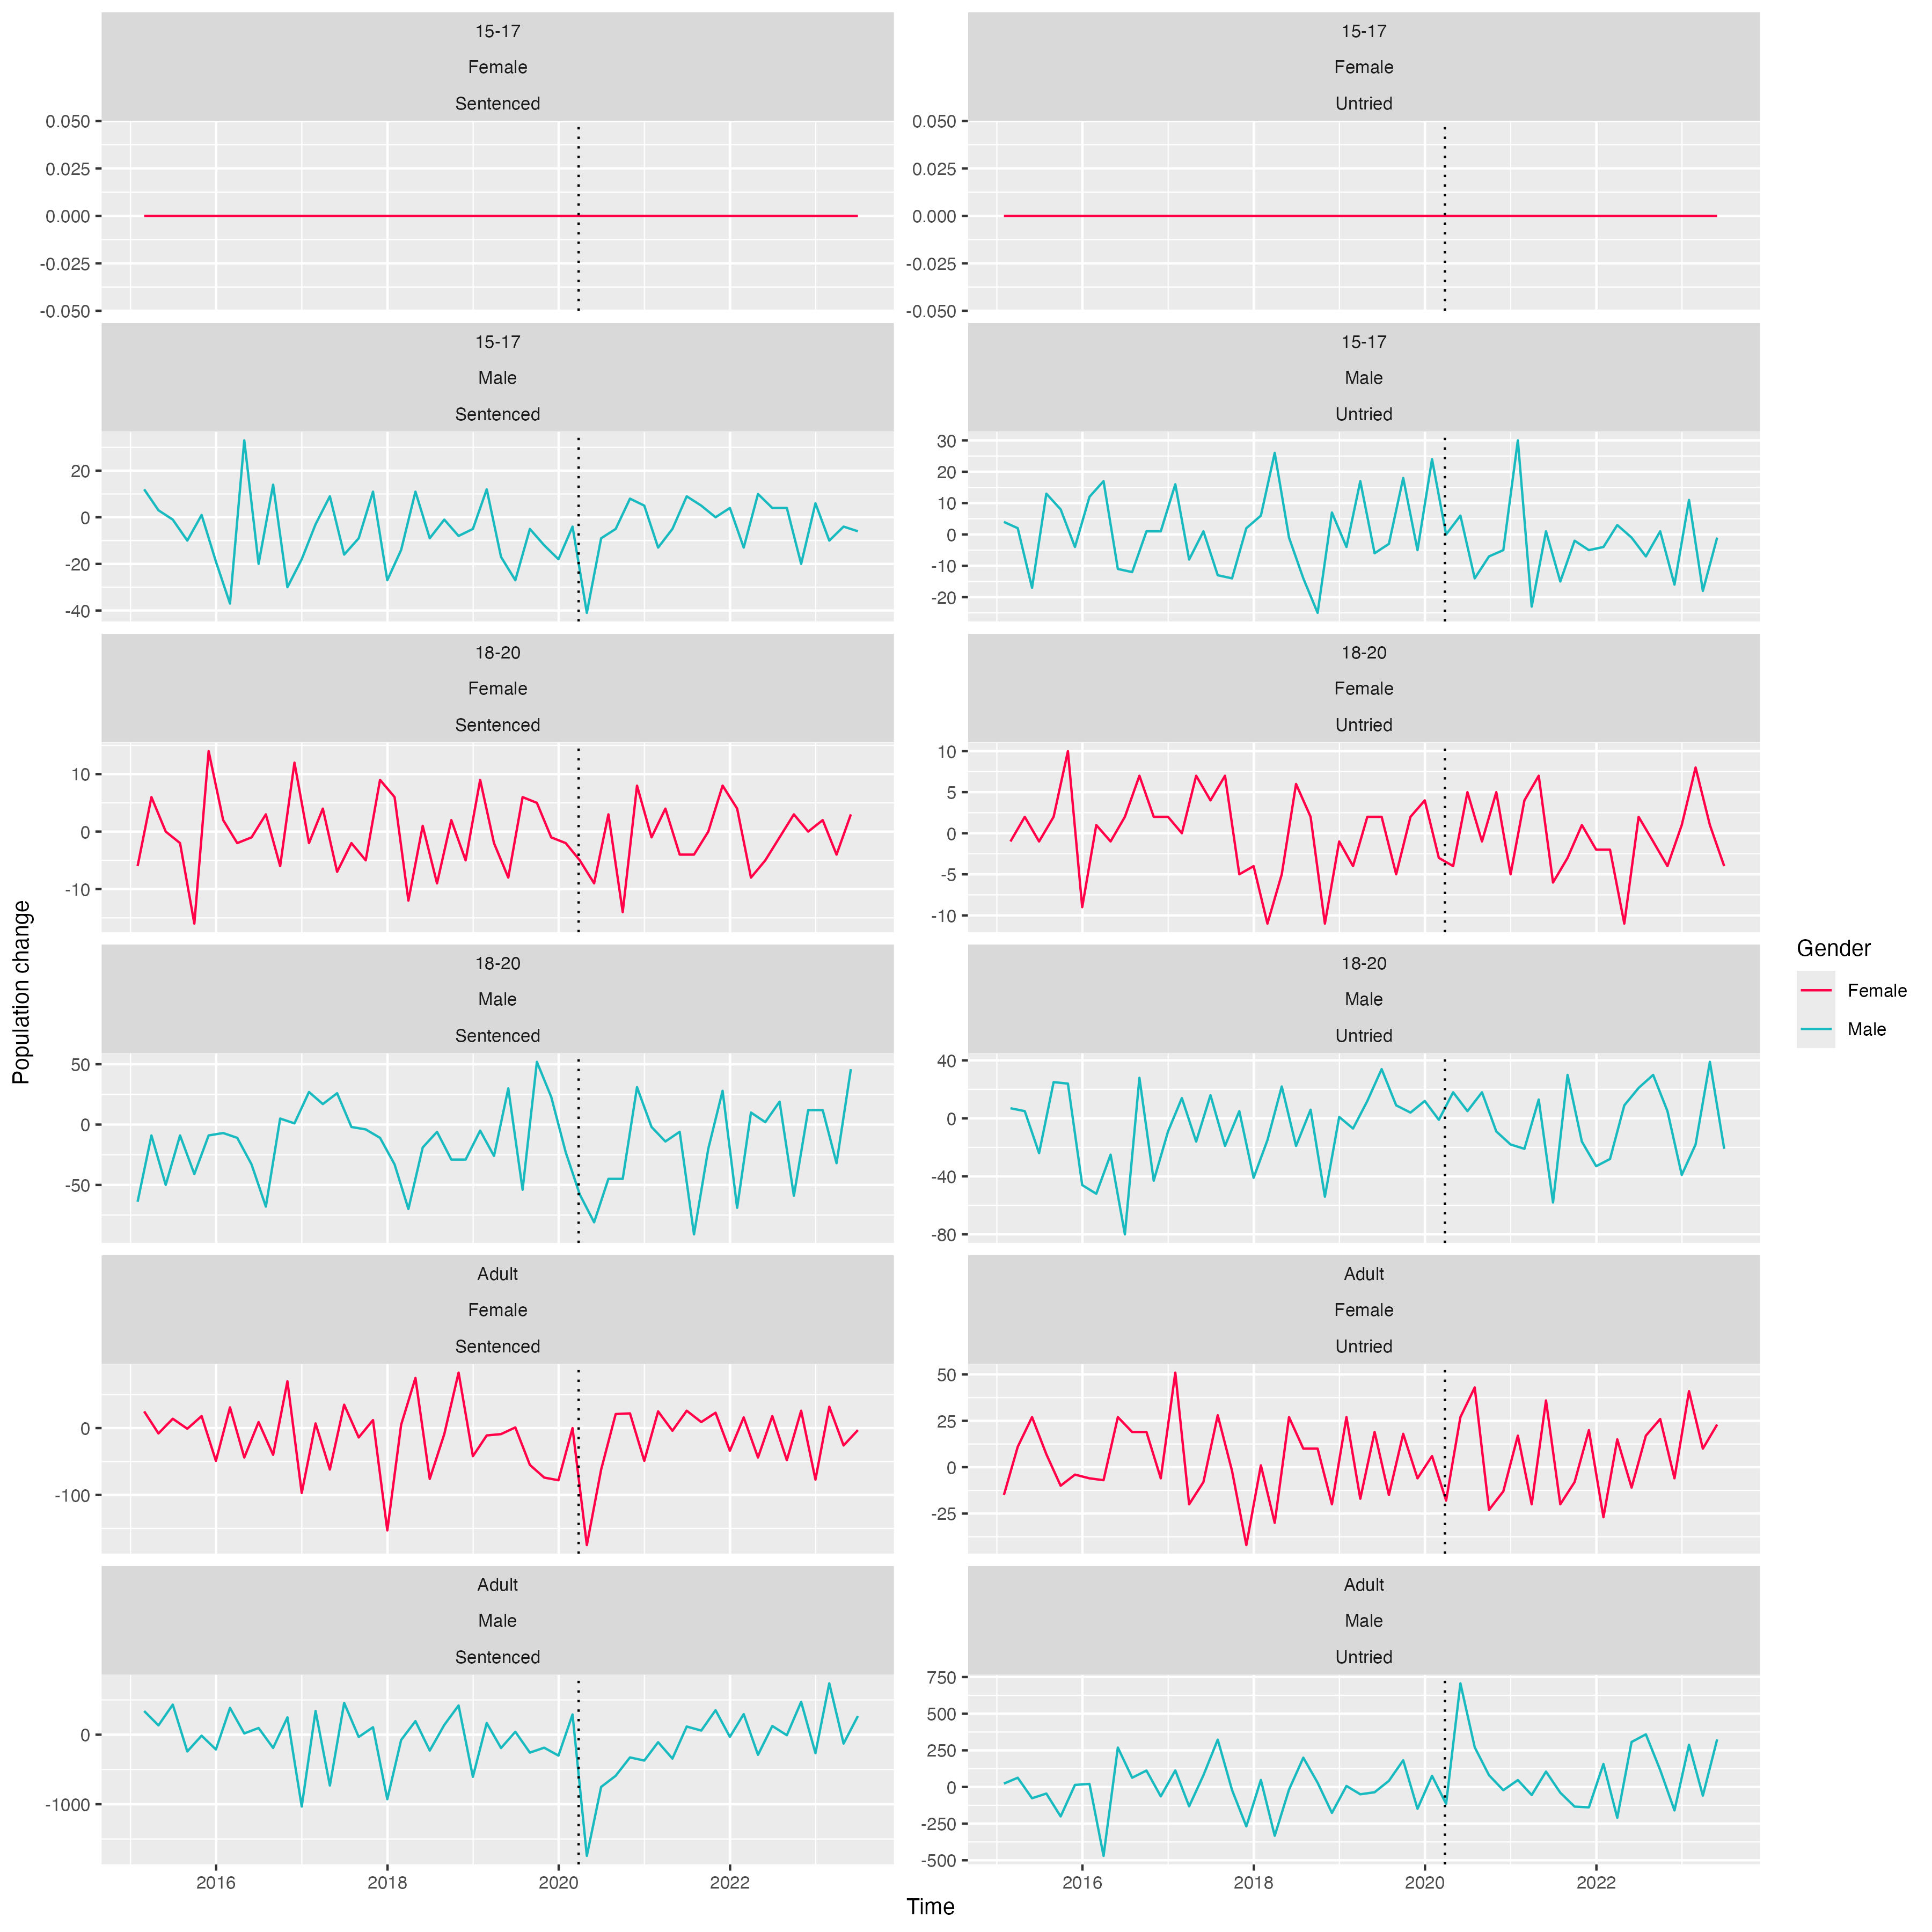 15-17
Female
Sentenced
15-17
Female
Untried
0.050
0.025
0.000
-0.025
-0.050
0.050
0.025
0.000
-0.025
-0.050
15-17
Male
Sentenced
15-17
Male
Untried
20
0
-20
-40
30
20
10
0
-10
-20
18-20
Female
Sentenced
18-20
Female
Untried
10
0
-10
10
5
0
-5
-10
18-20
Male
Sentenced
18-20
Male
Untried
50
0
-50
40
0
-40
-80
Adult
Female
Sentenced
Adult
Female
Untried
0
-100
50
25
0
-25
Adult
Male
Sentenced
Adult
Male
Untried
0
-1000
750
500
250
0
-250
-500
2016 2018 2020 2022
2016 2018 2020 2022
Time
Population change
Gender
Female
Male